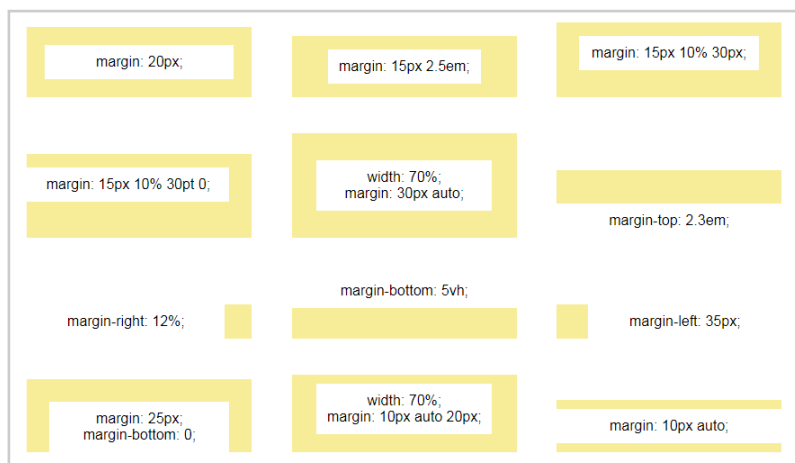 margin: 20px;
margin: 15px 2.5em;
margin: 15px 10% 30px;
margin: 15px 10% 30pt 0;
width: 70%;
margin: 30px auto;
margin-top: 2.3em;
margin-right: 12%;
margin-bottom: 5vh;
margin-left: 35px;
margin: 25px;
margin-bottom: 0;
width: 70%;
margin: 10px auto 20px;
margin: 10px auto;